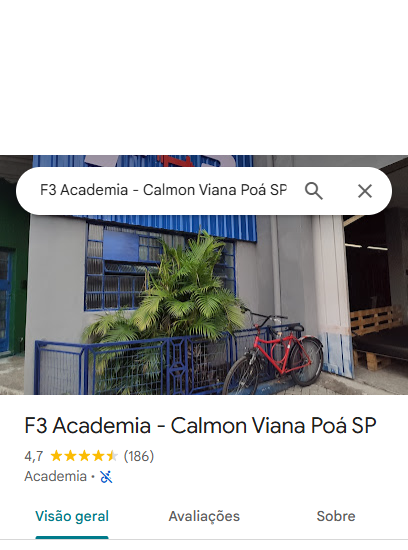 F3 Academia - Calmon Viana Poá SP
F3 Academia - Calmon Viana Poá SP
4,7 (186)
Academia ·
Visão geral Avaliações Sobre